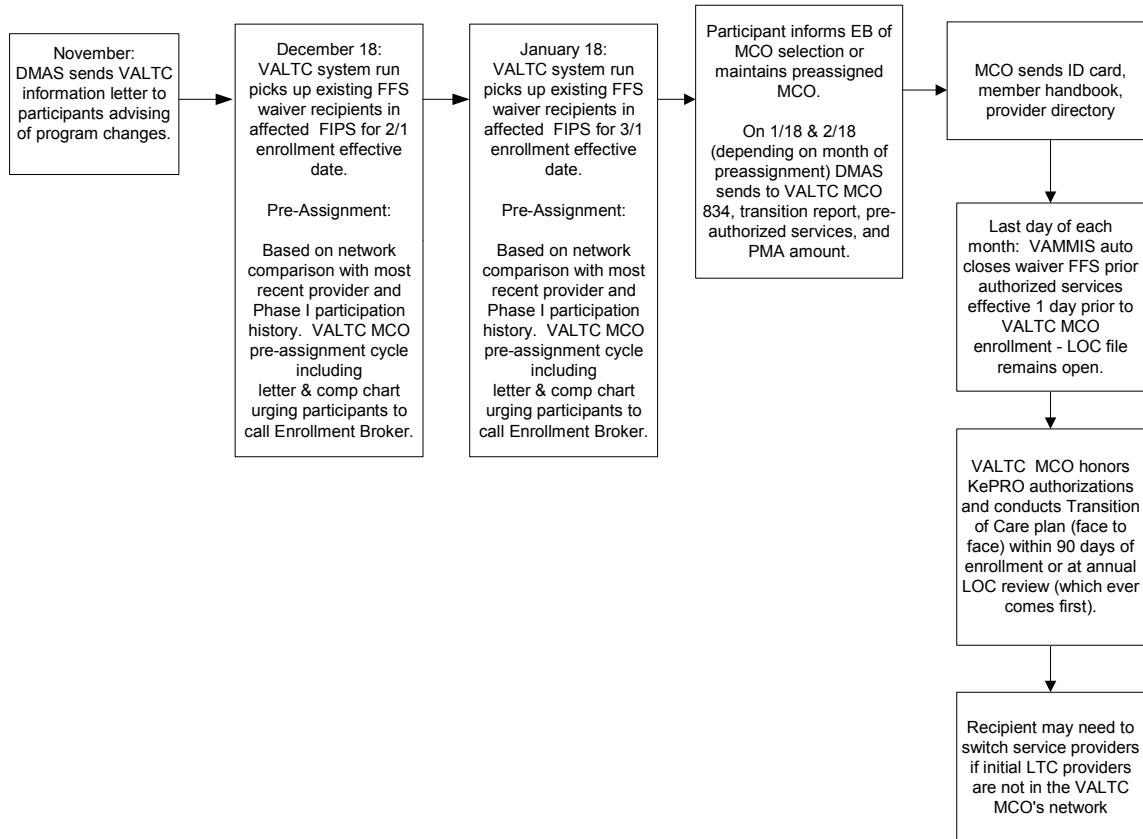 November:
DMAS sends VALTC
information letter to
participants advising
of program changes.
December 18:
VALTC system run
picks up existing FFS
waiver recipients in
affected FIPS for 2/1
enrollment effective
date.
Pre-Assignment:
Based on network
comparison with most
recent provider and
Phase I participation
history. VALTC MCO
pre-assignment cycle
including
letter & comp chart
urging participants to
call Enrollment Broker.
January 18:
VALTC system run
picks up existing FFS
waiver recipients in
affected FIPS for 3/1
enrollment effective
date.
Pre-Assignment:
Based on network
comparison with most
recent provider and
Phase I participation
history. VALTC MCO
pre-assignment cycle
including
letter & comp chart
urging participants to
call Enrollment Broker.
Participant informs EB of
MCO selection or
maintains preassigned
MCO.
On 1/18 & 2/18
(depending on month of
preassignment) DMAS
sends to VALTC MCO
834, transition report, pre-
authorized services, and
PMA amount.
MCO sends ID card,
member handbook,
provider directory
Last day of each
month: VAMMIS auto
closes waiver FFS prior
authorized services
effective 1 day prior to
VALTC MCO
enrollment - LOC file
remains open.
VALTC MCO honors
KePRO authorizations
and conducts Transition
of Care plan (face to
face) within 90 days of
enrollment or at annual
LOC review (which ever
comes first).
Recipient may need to
switch service providers
if initial LTC providers
are not in the VALTC
MCO's network